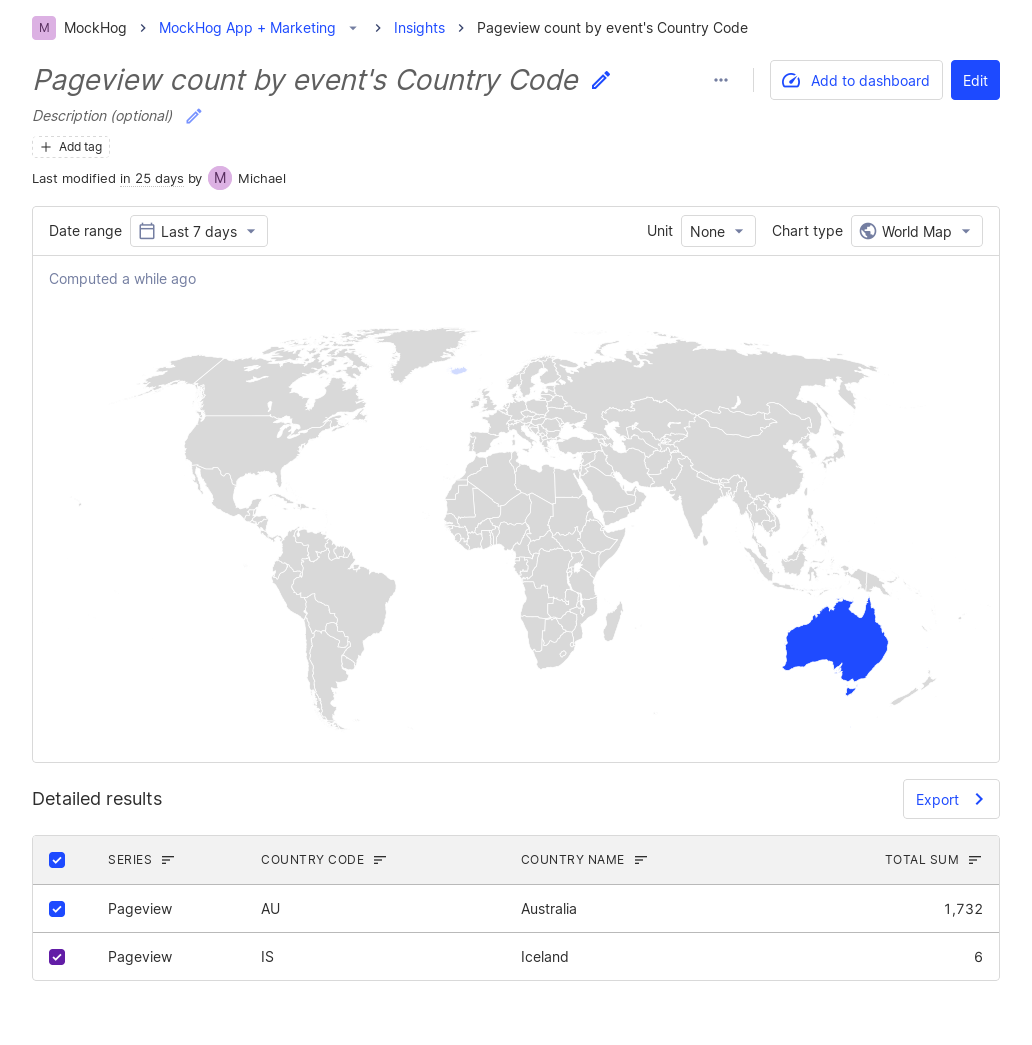 M MockHog MockHog App + Marketing Insights Pageview count by event's Country Code
Pageview count by event's Country Code
Add to dashboard
Edit
Description (optional)
Add tag
Last modified in 25 days by M Michael
Date range Last 7 days Unit None Chart type World Map
Computed a while ago
Detailed results
Export
SERIES COUNTRY CODE COUNTRY NAME TOTAL SUM
Pageview AU Australia 1,732
Pageview IS Iceland 6